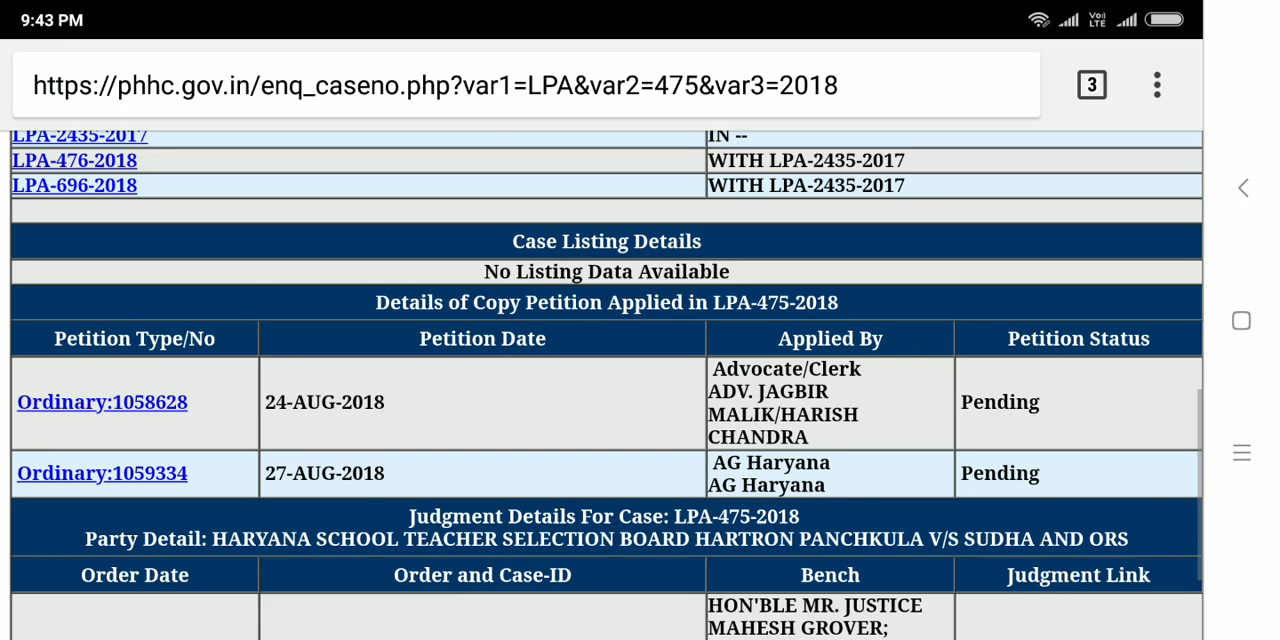 9:43 PM
Voo) LTE
https://phhc.gov.in/enq_caseno.php?var1=LPA&var2=475&var3=2018
3
LPA-2435-2017 IN --
LPA-476-2018 WITH LPA-2435-2017
LPA-696-2018 WITH LPA-2435-2017
Case Listing Details
No Listing Data Available
Details of Copy Petition Applied in LPA-475-2018
Petition Type/No Petition Date Applied By Petition Status
Ordinary:1058628 24-AUG-2018 Advocate/Clerk Pending
ADV. JAGBIR
MALIK/HARISH
CHANDRA
Ordinary:1059334 27-AUG-2018 AG Haryana Pending
AG Haryana
Judgment Details For Case: LPA-475-2018
Party Detail: HARYANA SCHOOL TEACHER SELECTION BOARD HARTRON PANCHKULA V/S SUDHA AND ORS
Order Date Order and Case-ID Bench Judgment Link
HON'BLE MR. JUSTICE
MAHESH GROVER;